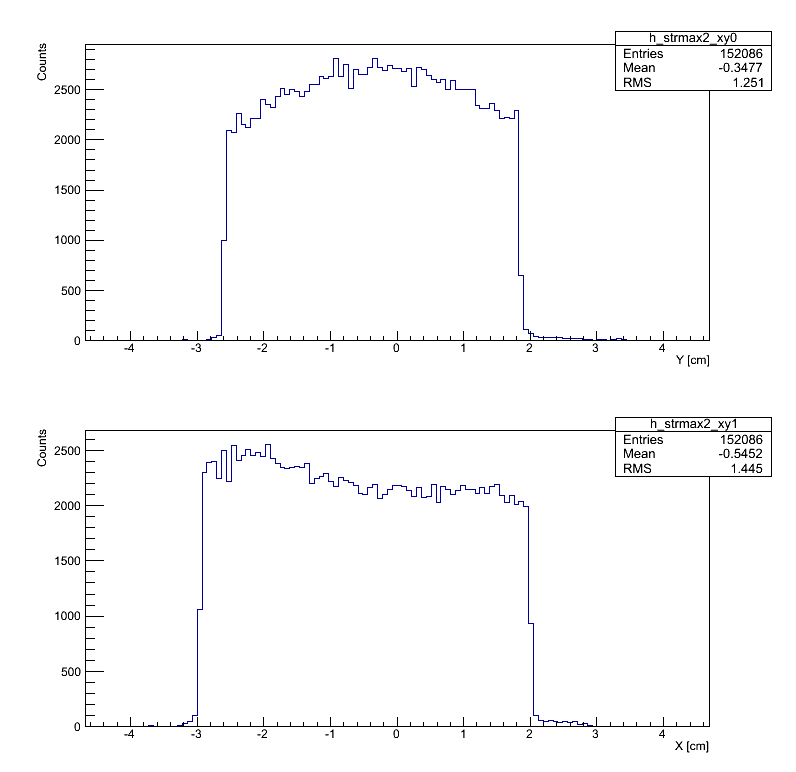 h_strmax2_xy0
Entries 152086
Mean -0.3477
RMS 1.251
Counts
2500
2000
1500
1000
500
0
-4 -3 -2 -1 0 1 2 3 4
Y [cm]
h_strmax2_xy1
Entries 152086
Mean -0.5452
RMS 1.445
Counts
2500
2000
1500
1000
500
0
-4 -3 -2 -1 0 1 2 3 4
X [cm]